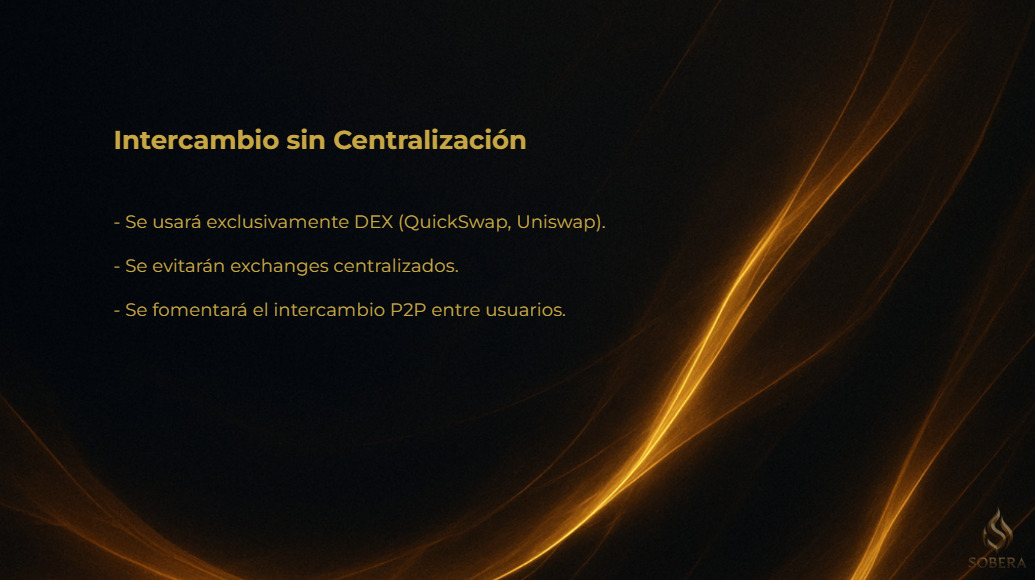 Intercambio sin Centralización
- Se usará exclusivamente DEX (QuickSwap, Uniswap).
- Se evitarán exchanges centralizados.
- Se fomentará el intercambio P2P entre usuarios.
SOBERA